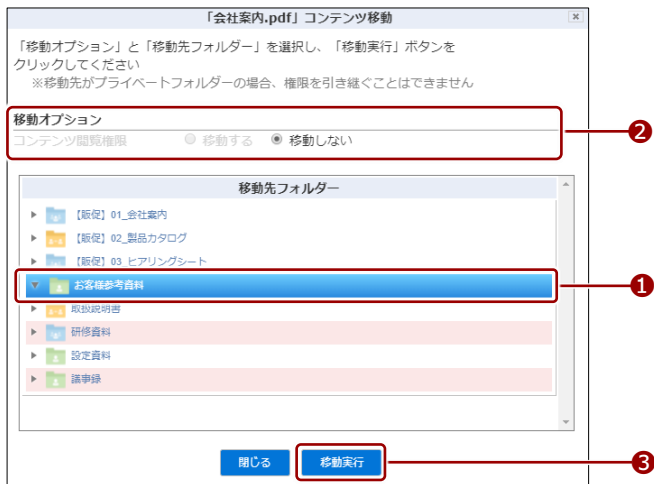 「会社案内.pdf」コンテンツ移動
「移動オプション」と「移動先フォルダー」を選択し、「移動実行」ボタンを
クリックしてください
※移動先がプライベートフォルダーの場合、権限を引き継ぐことはできません
移動オプション
コンテンツ閲覧権限 移動する 移動しない
❷
移動先フォルダー
【販促】01_会社案内
【販促】02_製品カタログ
【販促】03_ヒアリングシート
お客様参考資料
❶
取扱説明書
研修資料
設定資料
議事録
閉じる 移動実行
❸